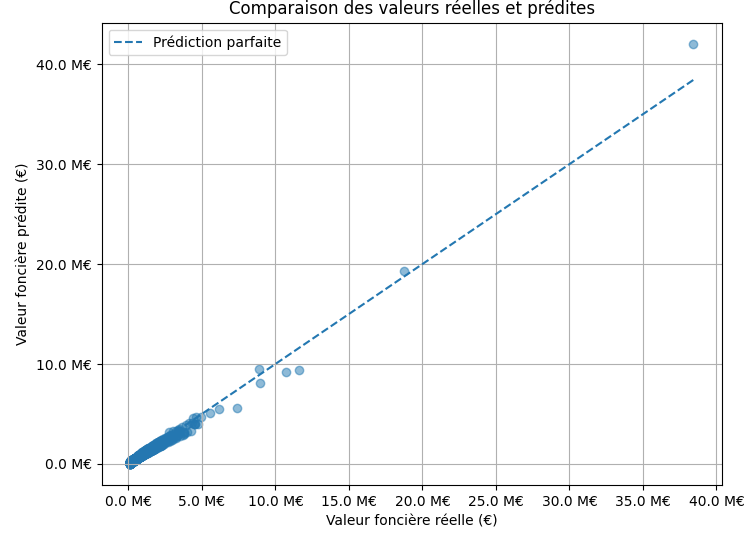 Comparaison des valeurs réelles et prédites
Prédiction parfaite
40.0 M€
30.0 M€
20.0 M€
10.0 M€
0.0 M€
Valeur foncière prédite (€)
0.0 M€ 5.0 M€ 10.0 M€ 15.0 M€ 20.0 M€ 25.0 M€ 30.0 M€ 35.0 M€ 40.0 M€
Valeur foncière réelle (€)